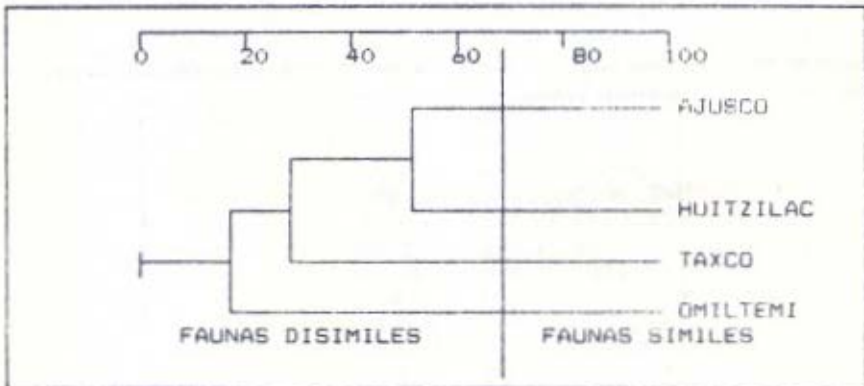 0 20 40 60 80 100
AJUSCO
HUITZILAC
TAXCO
OMILTEMI
FAUNAS DISIMILES FAUNAS SIMILES